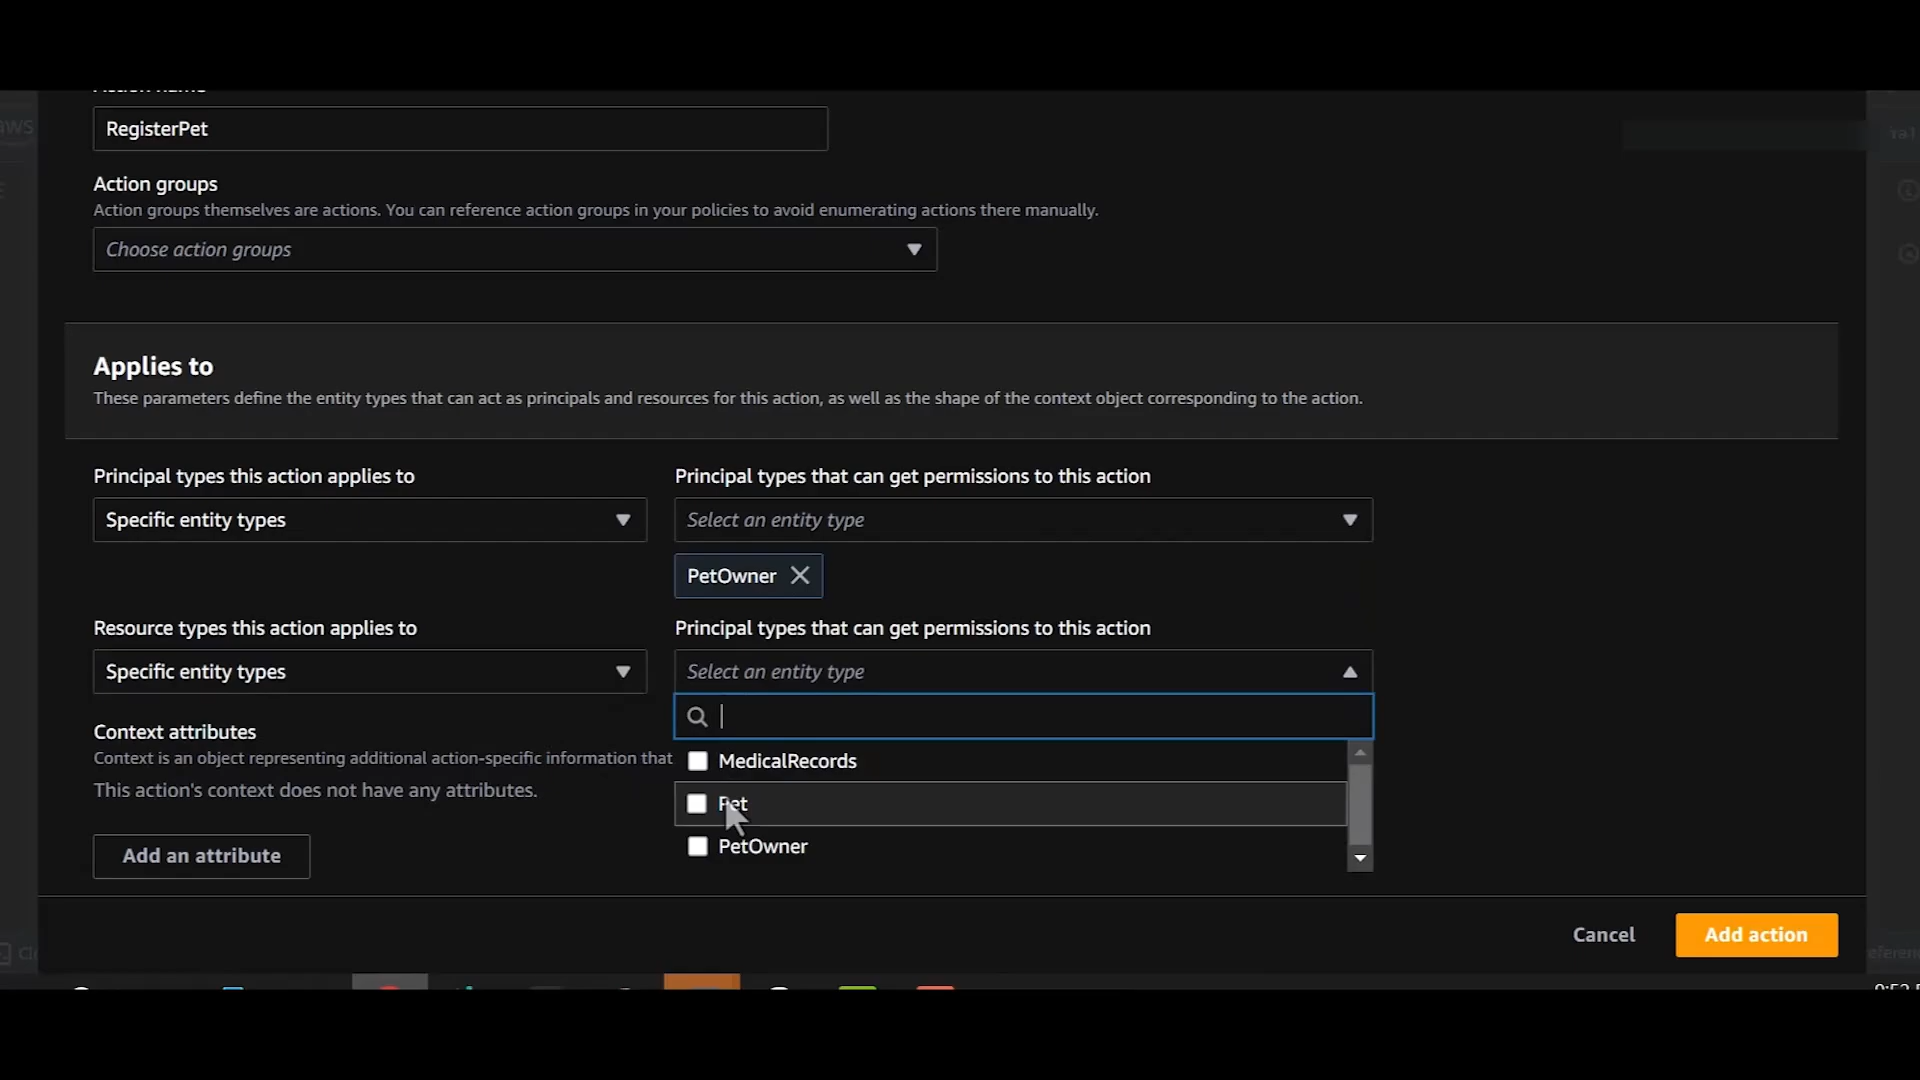 RegisterPet
Action groups
Action groups themselves are actions. You can reference action groups in your policies to avoid enumerating actions there manually.
Choose action groups
Applies to
These parameters define the entity types that can act as principals and resources for this action, as well as the shape of the context object corresponding to the action.
Principal types this action applies to
Principal types that can get permissions to this action
Specific entity types
Select an entity type
PetOwner
Resource types this action applies to
Principal types that can get permissions to this action
Specific entity types
Select an entity type
Context attributes
Context is an object representing additional action-specific information that
This action's context does not have any attributes.
MedicalRecords
Pet
PetOwner
Add an attribute
Cancel
Add action